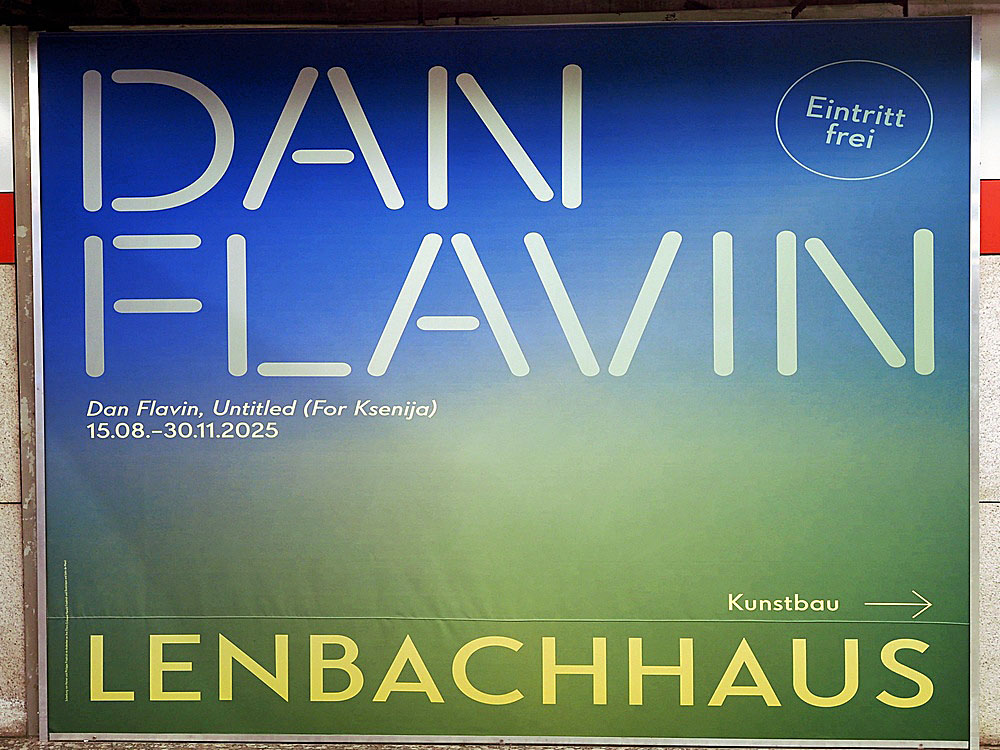 DAN
FLAVIN
Eintritt
frei
Dan Flavin, Untitled (For Ksenija)
15.08.–30.11.2025
Kunstbau
LENBACHHAUS